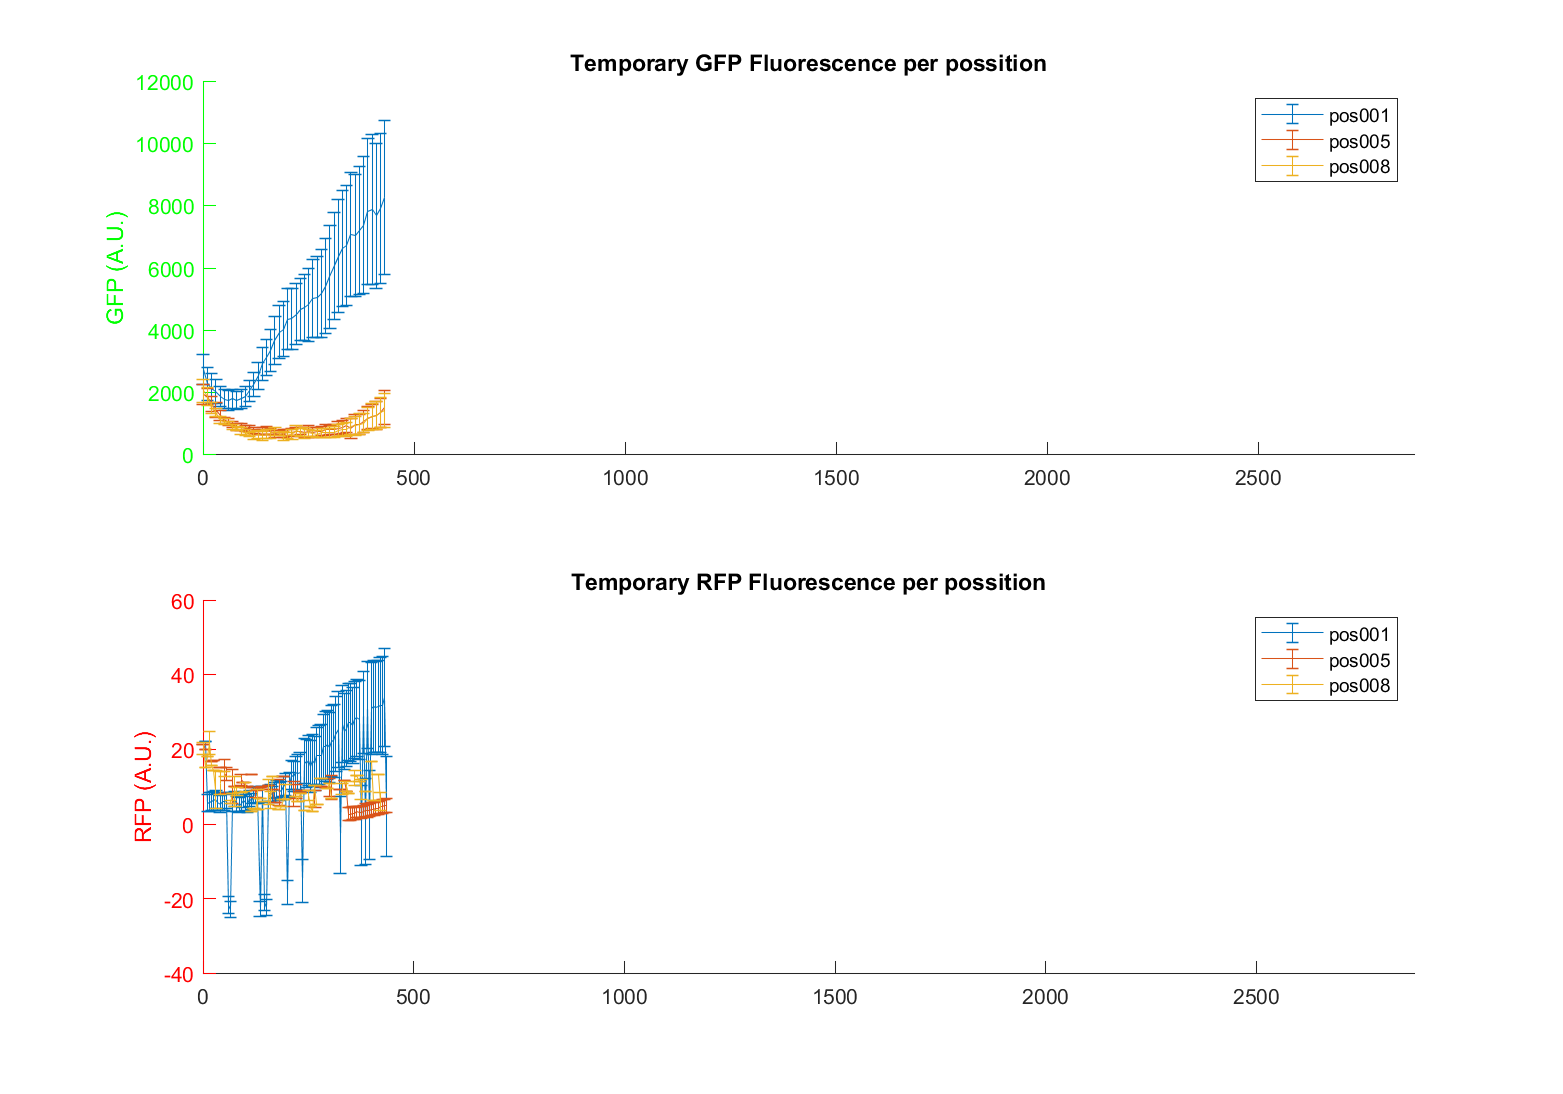 Temporary GFP Fluorescence per possition
12000
10000
8000
6000
4000
2000
0
GFP (A.U.)
pos001
pos005
pos008
0 500 1000 1500 2000 2500
Temporary RFP Fluorescence per possition
60
40
20
0
-20
-40
RFP (A.U.)
pos001
pos005
pos008
0 500 1000 1500 2000 2500